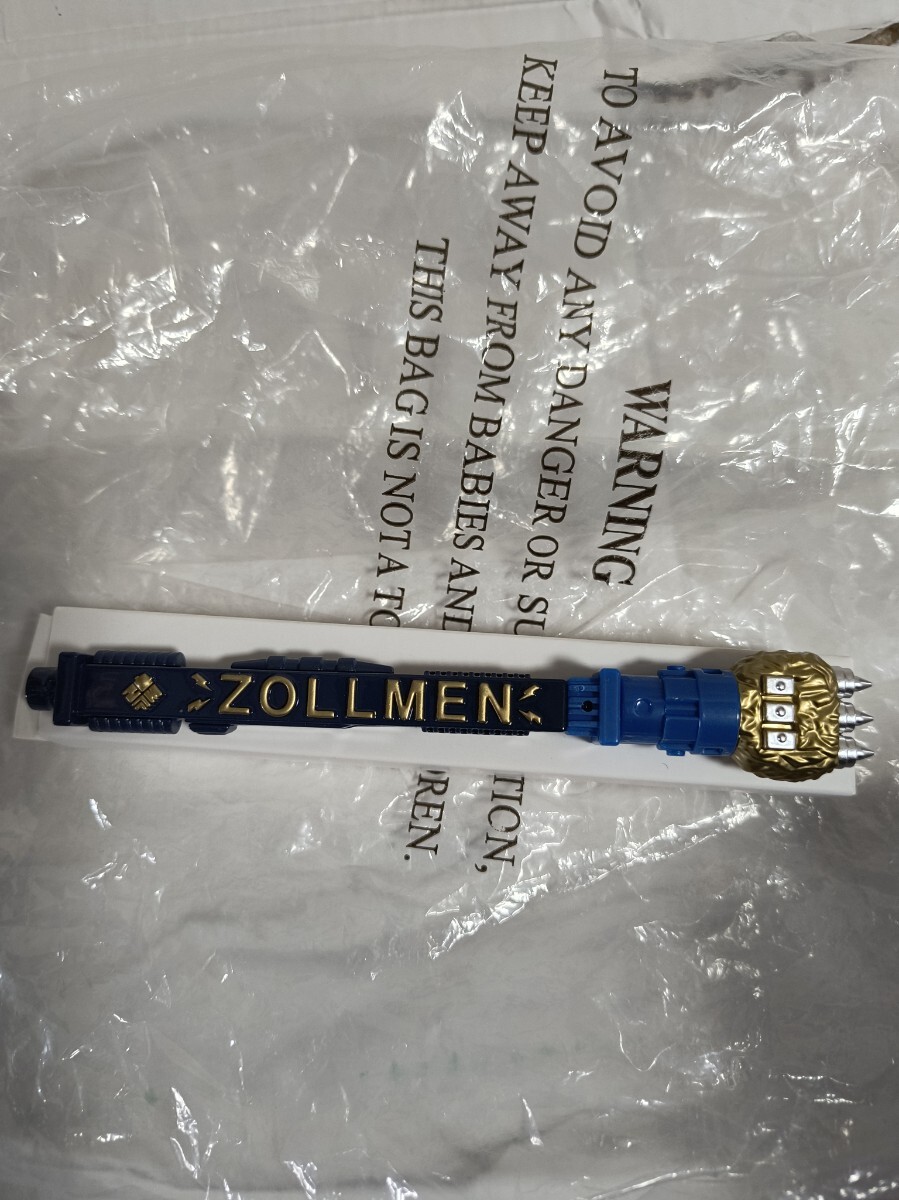 WARNING
TO AVOID ANY DANGER OR SU TION,
KEEP AWAY FROM BABIES AND REN.
THIS BAG IS NOT A TO
ZOLLMEN